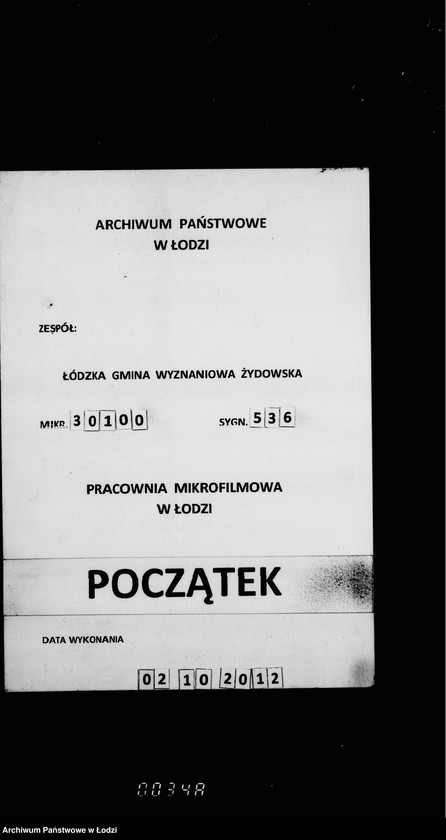 ARCHIWUM PAŃSTWOWE
W ŁODZI
ZESPÓŁ:
ŁÓDZKA GMINA WYZNANIOWA ŻYDOWSKA
MIKR. 30100 SYGN. 536
PRACOWNIA MIKROFILMOWA
W ŁODZI
POCZĄTEK
DATA WYKONANIA
02 10 2012
0034A
Archiwum Państwowe w Łodzi